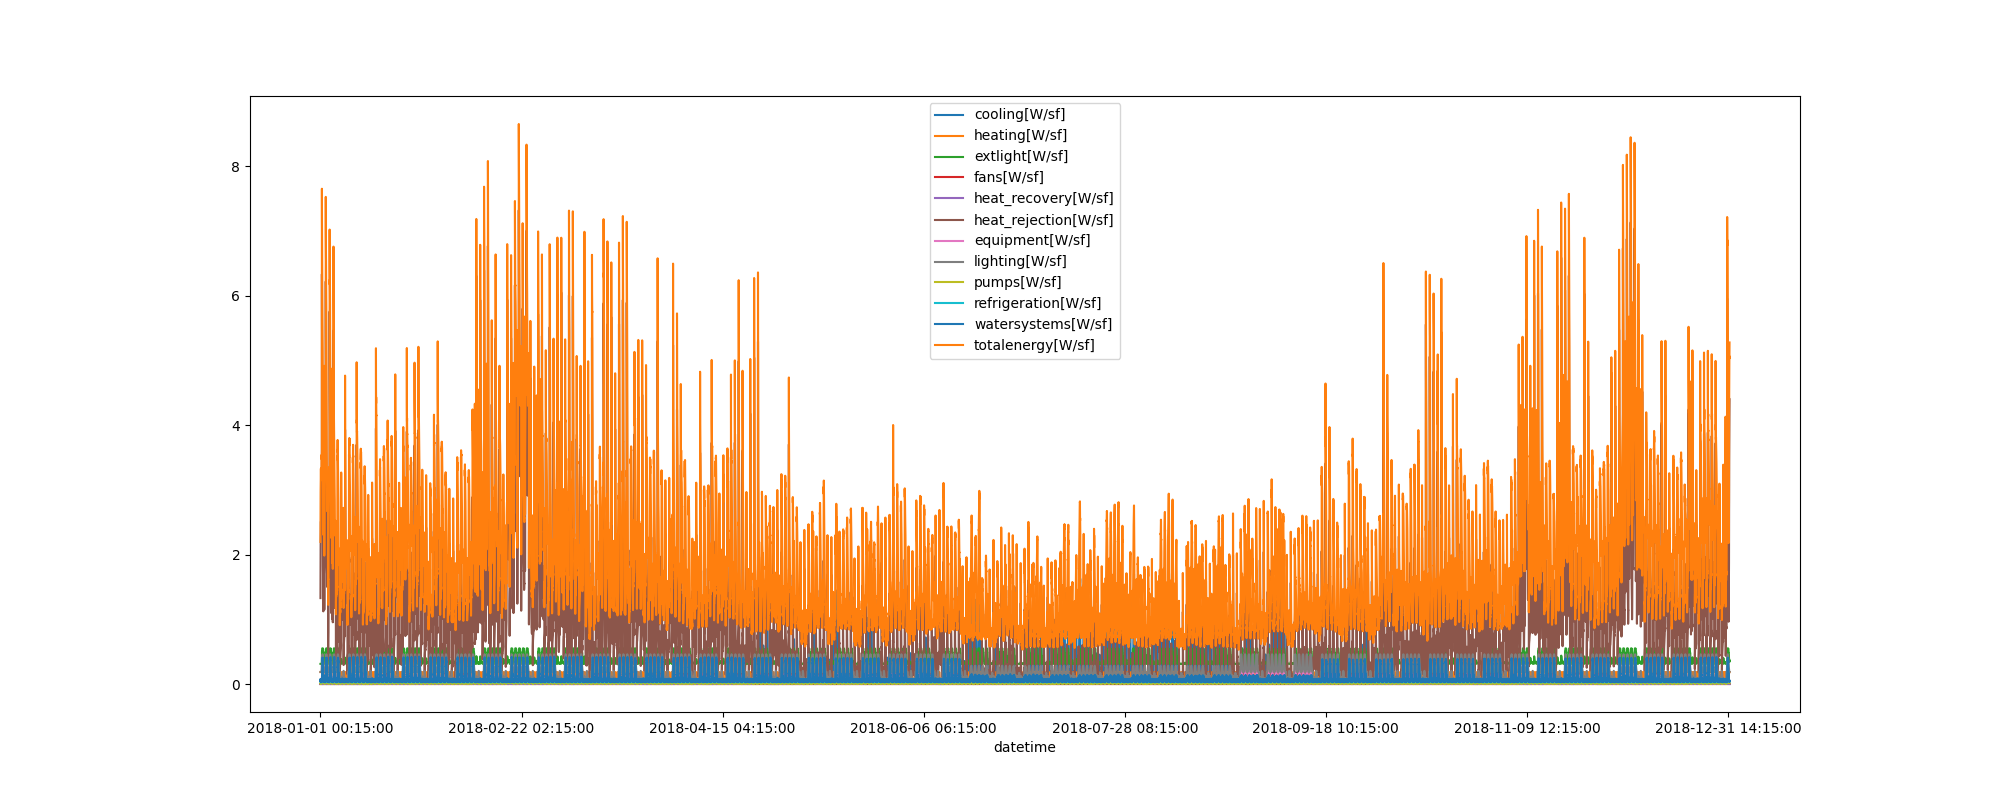 cooling[W/sf]
heating[W/sf]
extlight[W/sf]
fans[W/sf]
heat_recovery[W/sf]
heat_rejection[W/sf]
equipment[W/sf]
lighting[W/sf]
pumps[W/sf]
refrigeration[W/sf]
watersystems[W/sf]
totalenergy[W/sf]
8
6
4
2
0
2018-01-01 00:15:00 2018-02-22 02:15:00 2018-04-15 04:15:00 2018-06-06 06:15:00 2018-07-28 08:15:00 2018-09-18 10:15:00 2018-11-09 12:15:00 2018-12-31 14:15:00
datetime